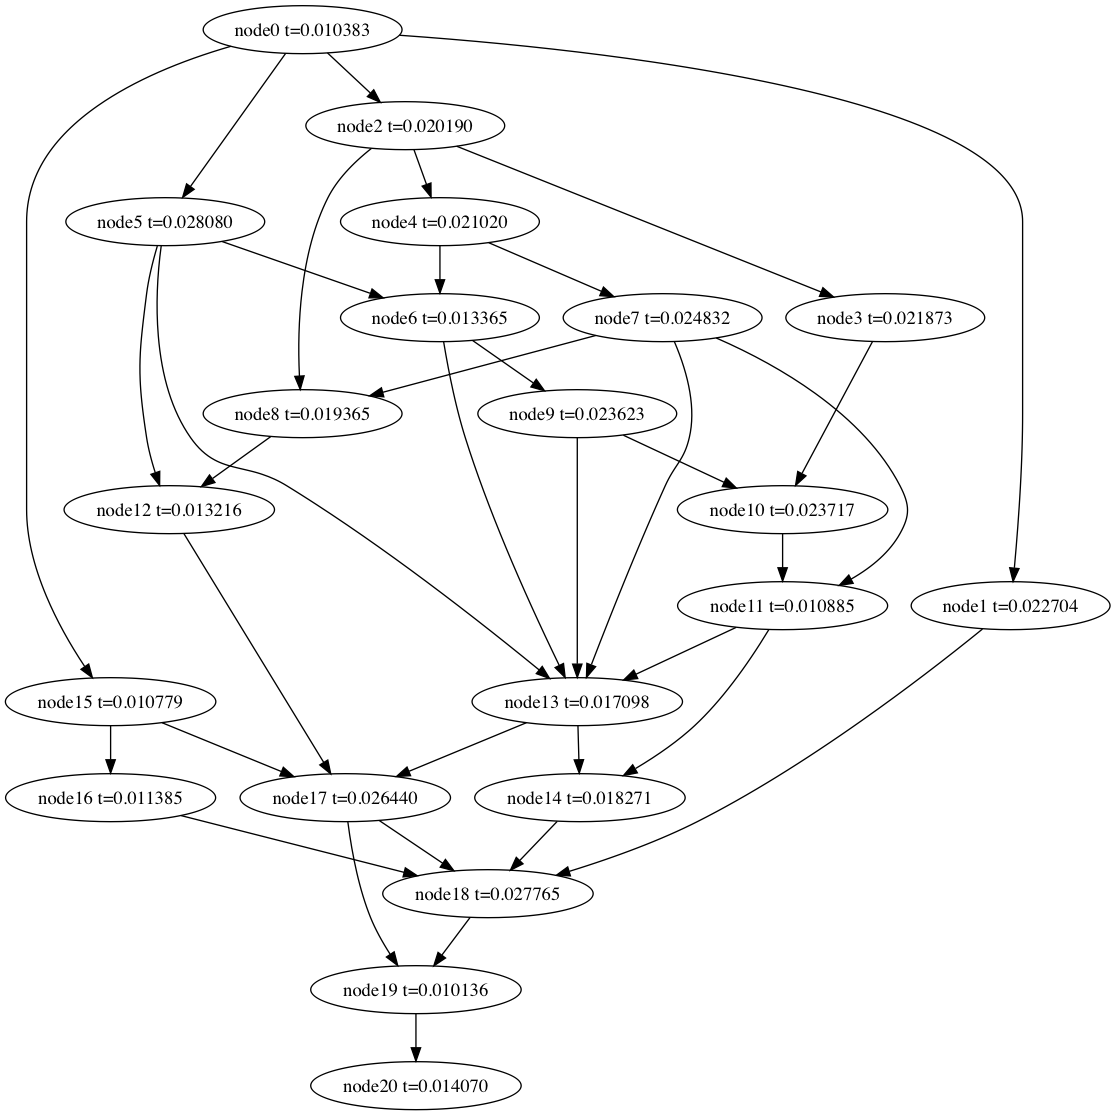 node0 t=0.010383
node2 t=0.020190
node5 t=0.028080
node4 t=0.021020
node6 t=0.013365
node7 t=0.024832
node3 t=0.021873
node8 t=0.019365
node9 t=0.023623
node12 t=0.013216
node10 t=0.023717
node11 t=0.010885
node1 t=0.022704
node15 t=0.010779
node13 t=0.017098
node16 t=0.011385
node17 t=0.026440
node14 t=0.018271
node18 t=0.027765
node19 t=0.010136
node20 t=0.014070